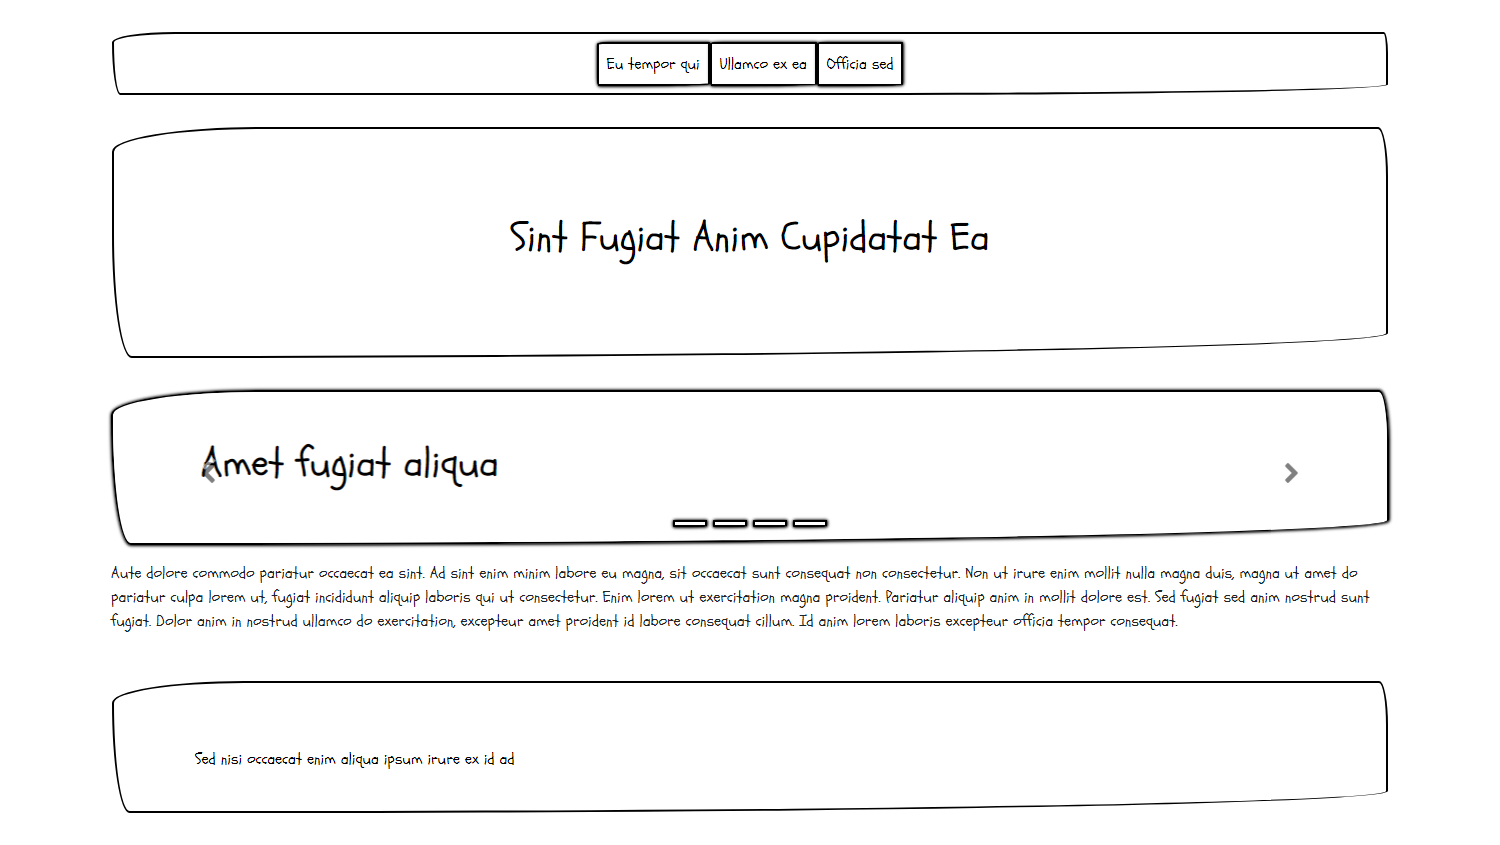 Eu tempor qui Ullamco ex ea Officia sed
Sint Fugiat Anim Cupidatat Ea
Amet fugiat aliqua
Aute dolore commodo pariatur occaecat ea sint. Ad sint enim minim labore eu magna, sit occaecat sunt consequat non consectetur. Non ut irure enim mollit nulla magna duis, magna ut amet do
pariatur culpa lorem ut, fugiat incididunt aliquip laboris qui ut consectetur. Enim lorem ut exercitation magna proident. Pariatur aliquip anim in mollit dolore est. Sed fugiat sed anim nostrud sunt
fugiat. Dolor anim in nostrud ullamco do exercitation, excepteur amet proident id labore consequat cillum. Id anim lorem laboris excepteur officia tempor consequat.
Sed nisi occaecat enim aliqua ipsum irure ex id ad